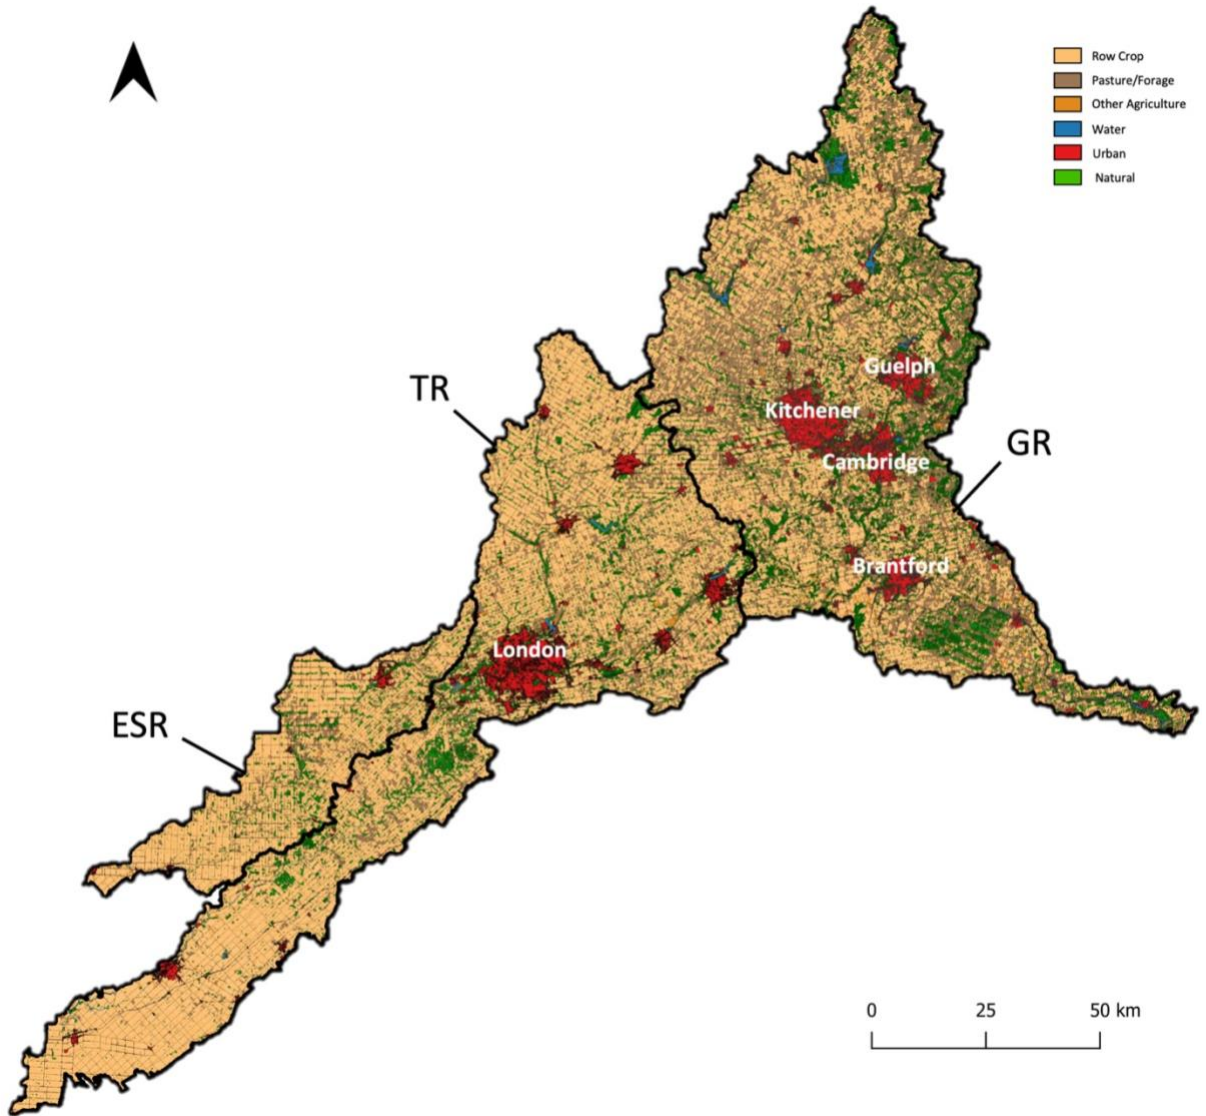 Row Crop
Pasture/Forage
Other Agriculture
Water
Urban
Natural
Guelph
TR
Kitchener
GR
Cambridge
Brantford
London
ESR
0 25 50 km